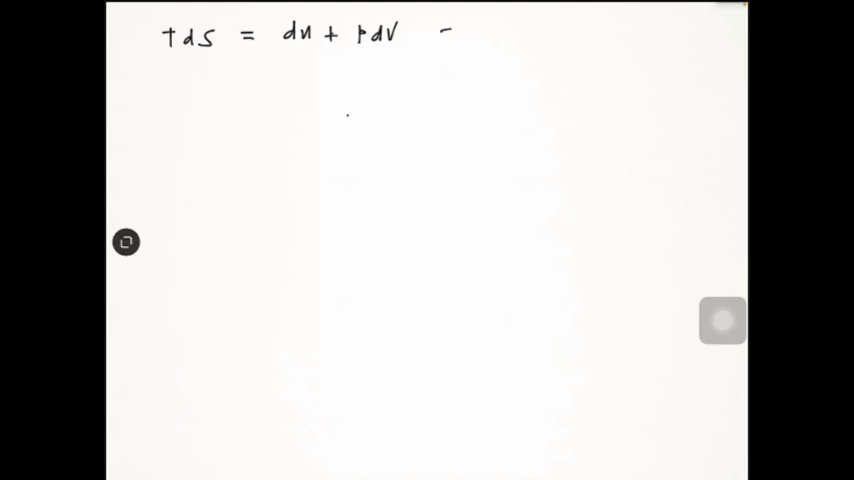 TdS = du + pdV -